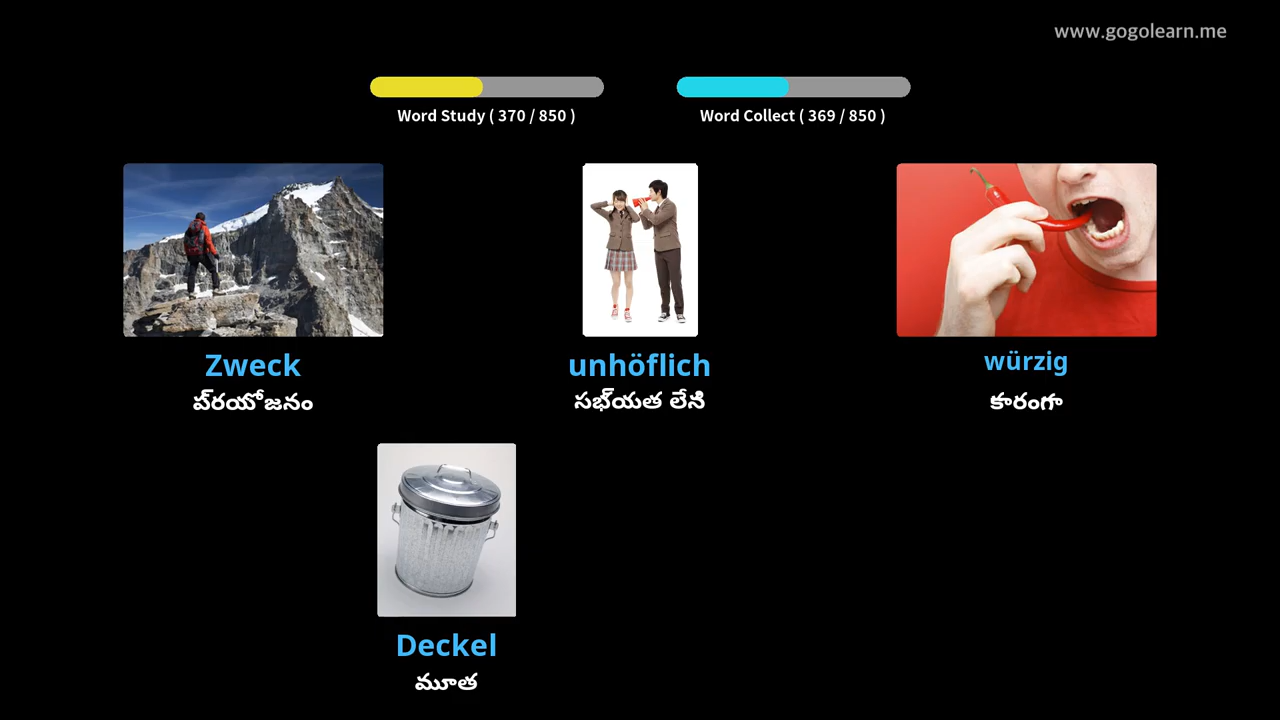 www.gogolearn.me
Word Study ( 370 / 850 )
Word Collect ( 369 / 850 )
Zweck
ప్రయోజనం
unhöflich
సభ్యత లేని
würzig
కారంగా
Deckel
మూత